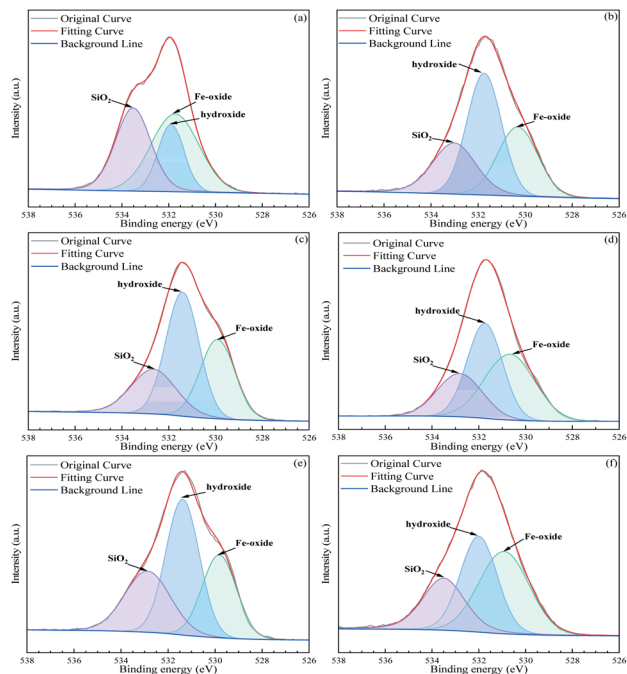 Original Curve
Fitting Curve
Background Line
(a)
SiO₂
Fe-oxide
hydroxide
Intensity (a.u.)
538 536 534 532 530 528 526
Binding energy (eV)
Original Curve
Fitting Curve
Background Line
(b)
hydroxide
Fe-oxide
SiO₂
Intensity (a.u.)
538 536 534 532 530 528 526
Binding energy (eV)
Original Curve
Fitting Curve
Background Line
(c)
hydroxide
Fe-oxide
SiO₂
Intensity (a.u.)
538 536 534 532 530 528 526
Binding energy (eV)
Original Curve
Fitting Curve
Background Line
(d)
hydroxide
Fe-oxide
SiO₂
Intensity (a.u.)
538 536 534 532 530 528 526
Binding energy (eV)
Original Curve
Fitting Curve
Background Line
(e)
hydroxide
Fe-oxide
SiO₂
Intensity (a.u.)
538 536 534 532 530 528 526
Binding energy (eV)
Original Curve
Fitting Curve
Background Line
(f)
hydroxide
Fe-oxide
SiO₂
Intensity (a.u.)
538 536 534 532 530 528 526
Binding energy (eV)